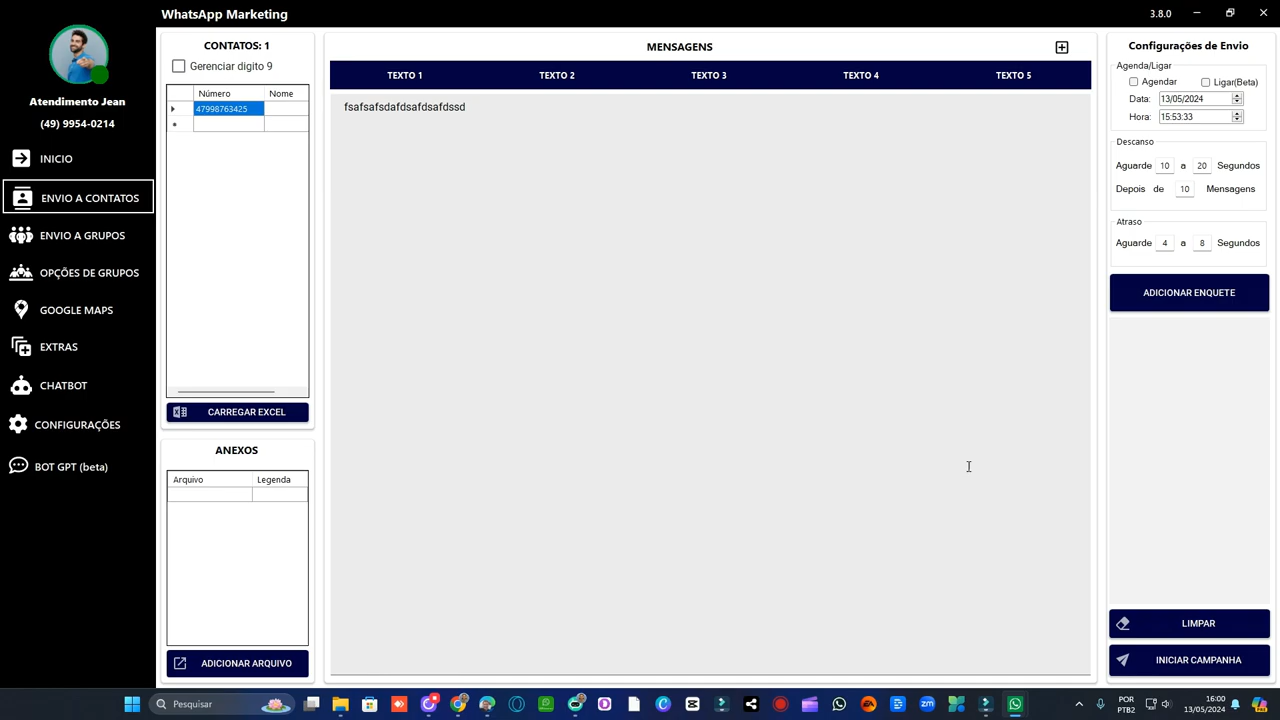 WhatsApp Marketing
3.8.0
Atendimento Jean
(49) 9954-0214
INICIO
ENVIO A CONTATOS
ENVIO A GRUPOS
OPÇÕES DE GRUPOS
GOOGLE MAPS
EXTRAS
CHATBOT
CONFIGURAÇÕES
BOT GPT (beta)
CONTATOS: 1
Gerenciar digito 9
Número Nome
47998763425
CARREGAR EXCEL
ANEXOS
Arquivo Legenda
ADICIONAR ARQUIVO
MENSAGENS
TEXTO 1 TEXTO 2 TEXTO 3 TEXTO 4 TEXTO 5
fsafsafsdafdsafdsafdssd
Configurações de Envio
Agenda/Ligar
Agendar Ligar(Beta)
Data: 13/05/2024
Hora: 15:53:33
Descanso
Aguarde 10 a 20 Segundos
Depois de 10 Mensagens
Atraso
Aguarde 4 a 8 Segundos
ADICIONAR ENQUETE
LIMPAR
INICIAR CAMPANHA
Pesquisar
zm
POR
PTB2
16:00
13/05/2024